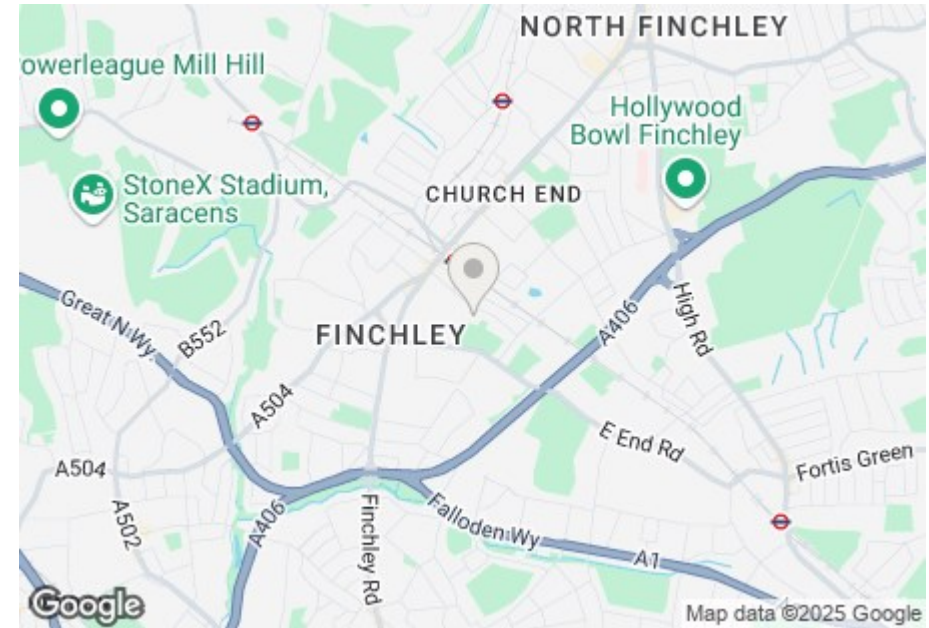 NORTH FINCHLEY
owerleague Mill Hill
Hollywood
Bowl Finchley
StoneX Stadium,
Saracens
CHURCH END
Great N Wy
B552
FINCHLEY
A406
High Rd
A504
E End Rd
A504
Fortis Green
A502
A406
Finchley Rd
Falloden Wy
A1
Google
Map data ©2025 Google